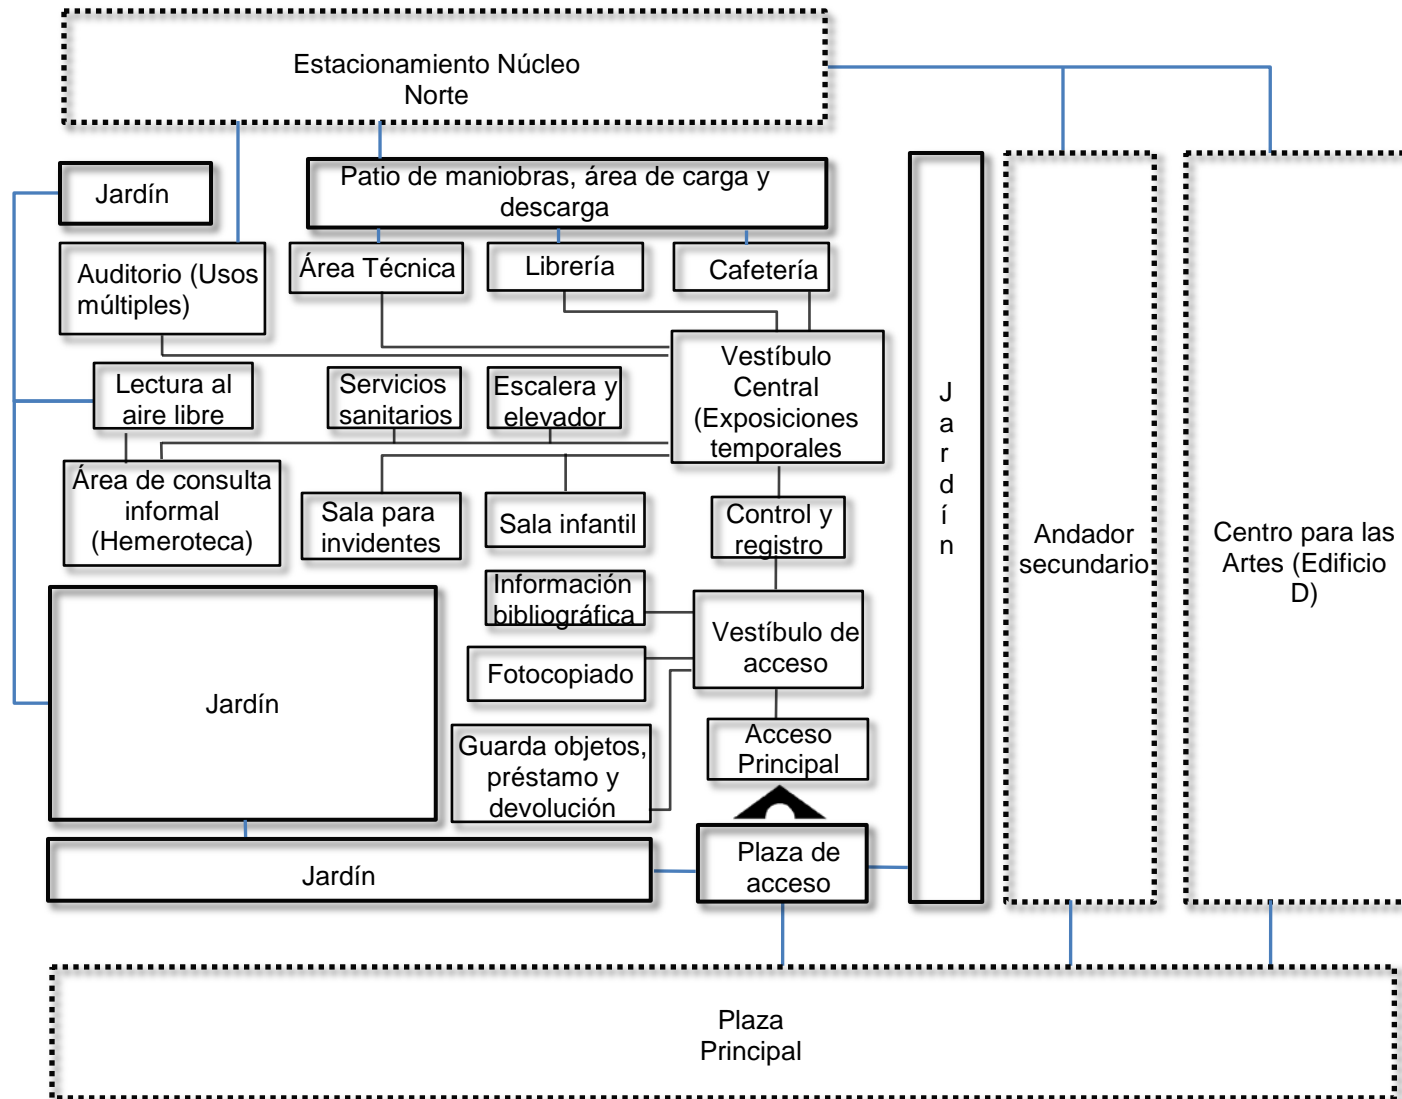 Estacionamiento Núcleo
Norte
Jardín
Patio de maniobras, área de carga y
descarga
Auditorio (Usos
múltiples)
Área Técnica
Librería
Cafetería
Lectura al
aire libre
Servicios
sanitarios
Escalera y
elevador
Vestíbulo
Central
(Exposiciones
temporales
Área de consulta
informal
(Hemeroteca)
Sala para
invidentes
Sala infantil
Control y
registro
Información
bibliográfica
Vestíbulo de
acceso
Fotocopiado
Jardín
Guarda objetos,
préstamo y
devolución
Acceso
Principal
Jardín
Plaza de
acceso
Jardín
Andador
secundario
Centro para las
Artes (Edificio
D)
Plaza
Principal